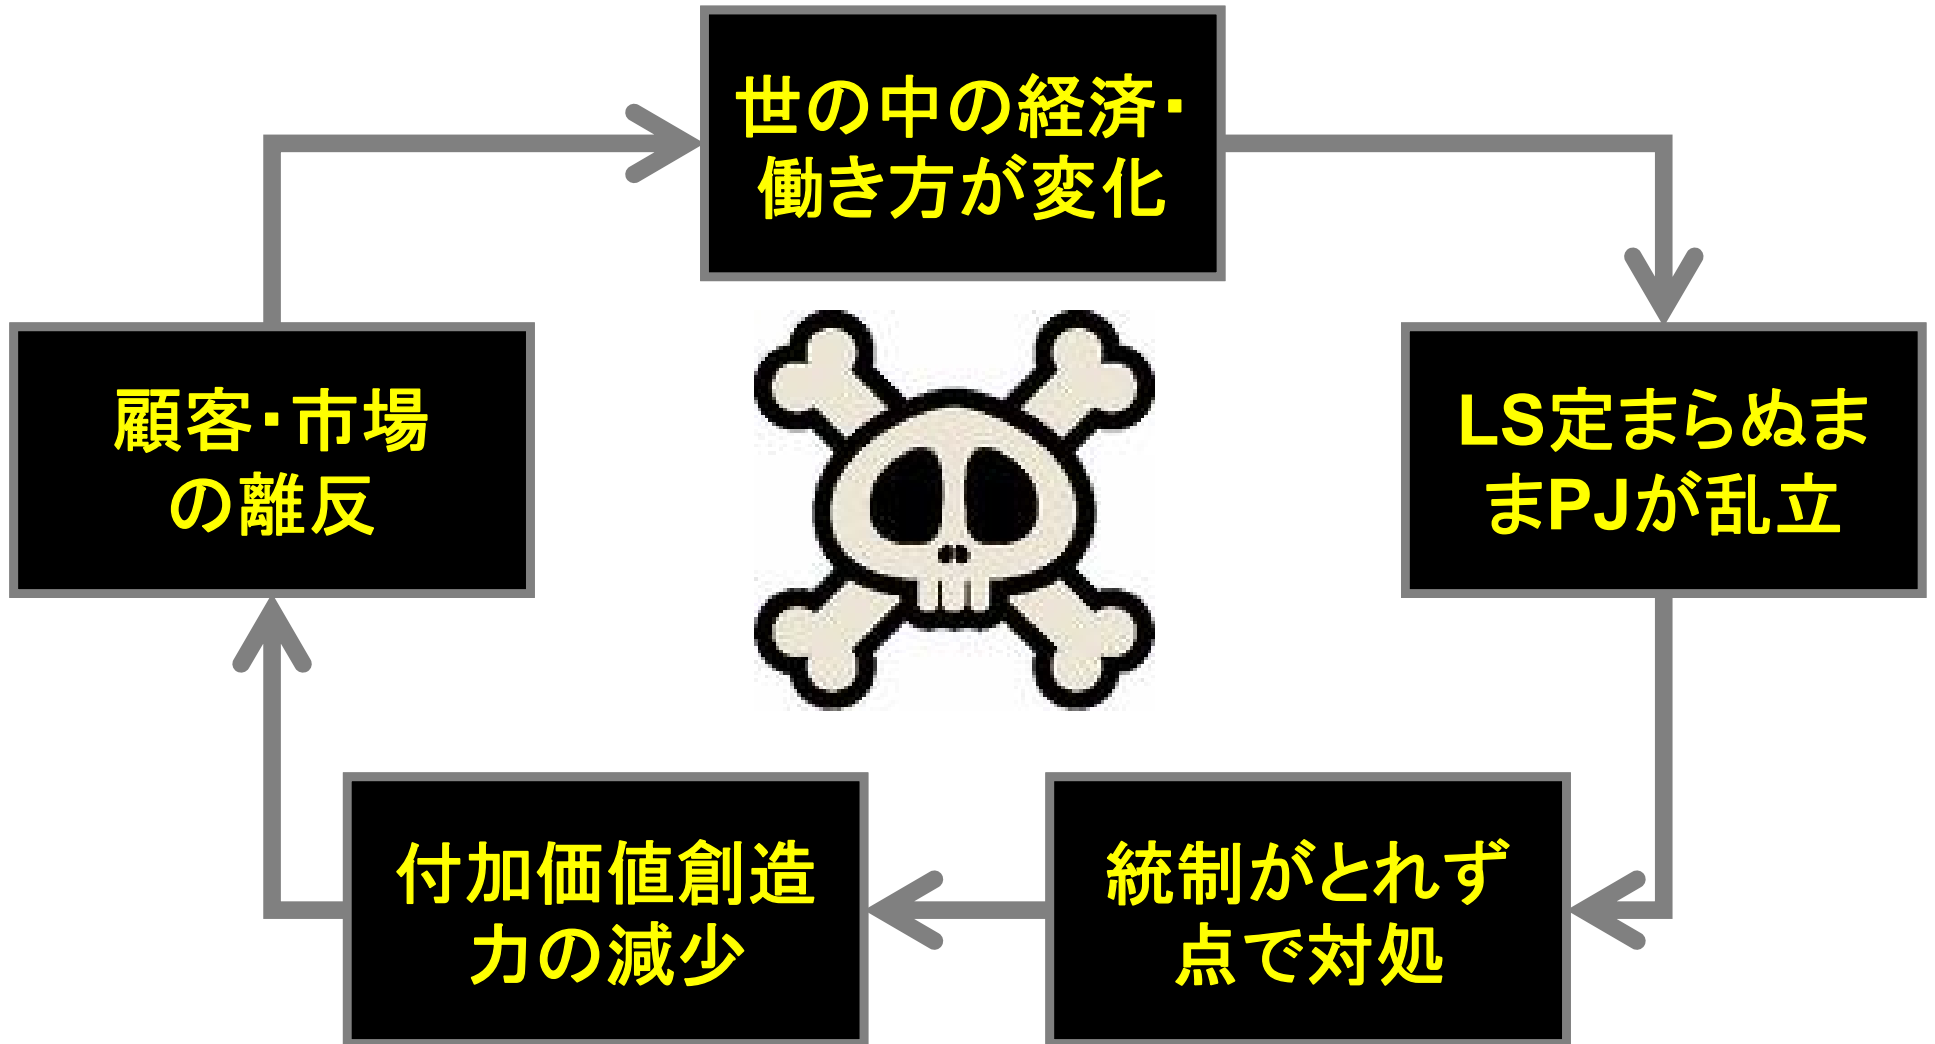 世の中の経済・
働き方が変化
顧客・市場
の離反
LS定まらぬま
まPJが乱立
付加価値創造
力の減少
統制がとれず
点で対処